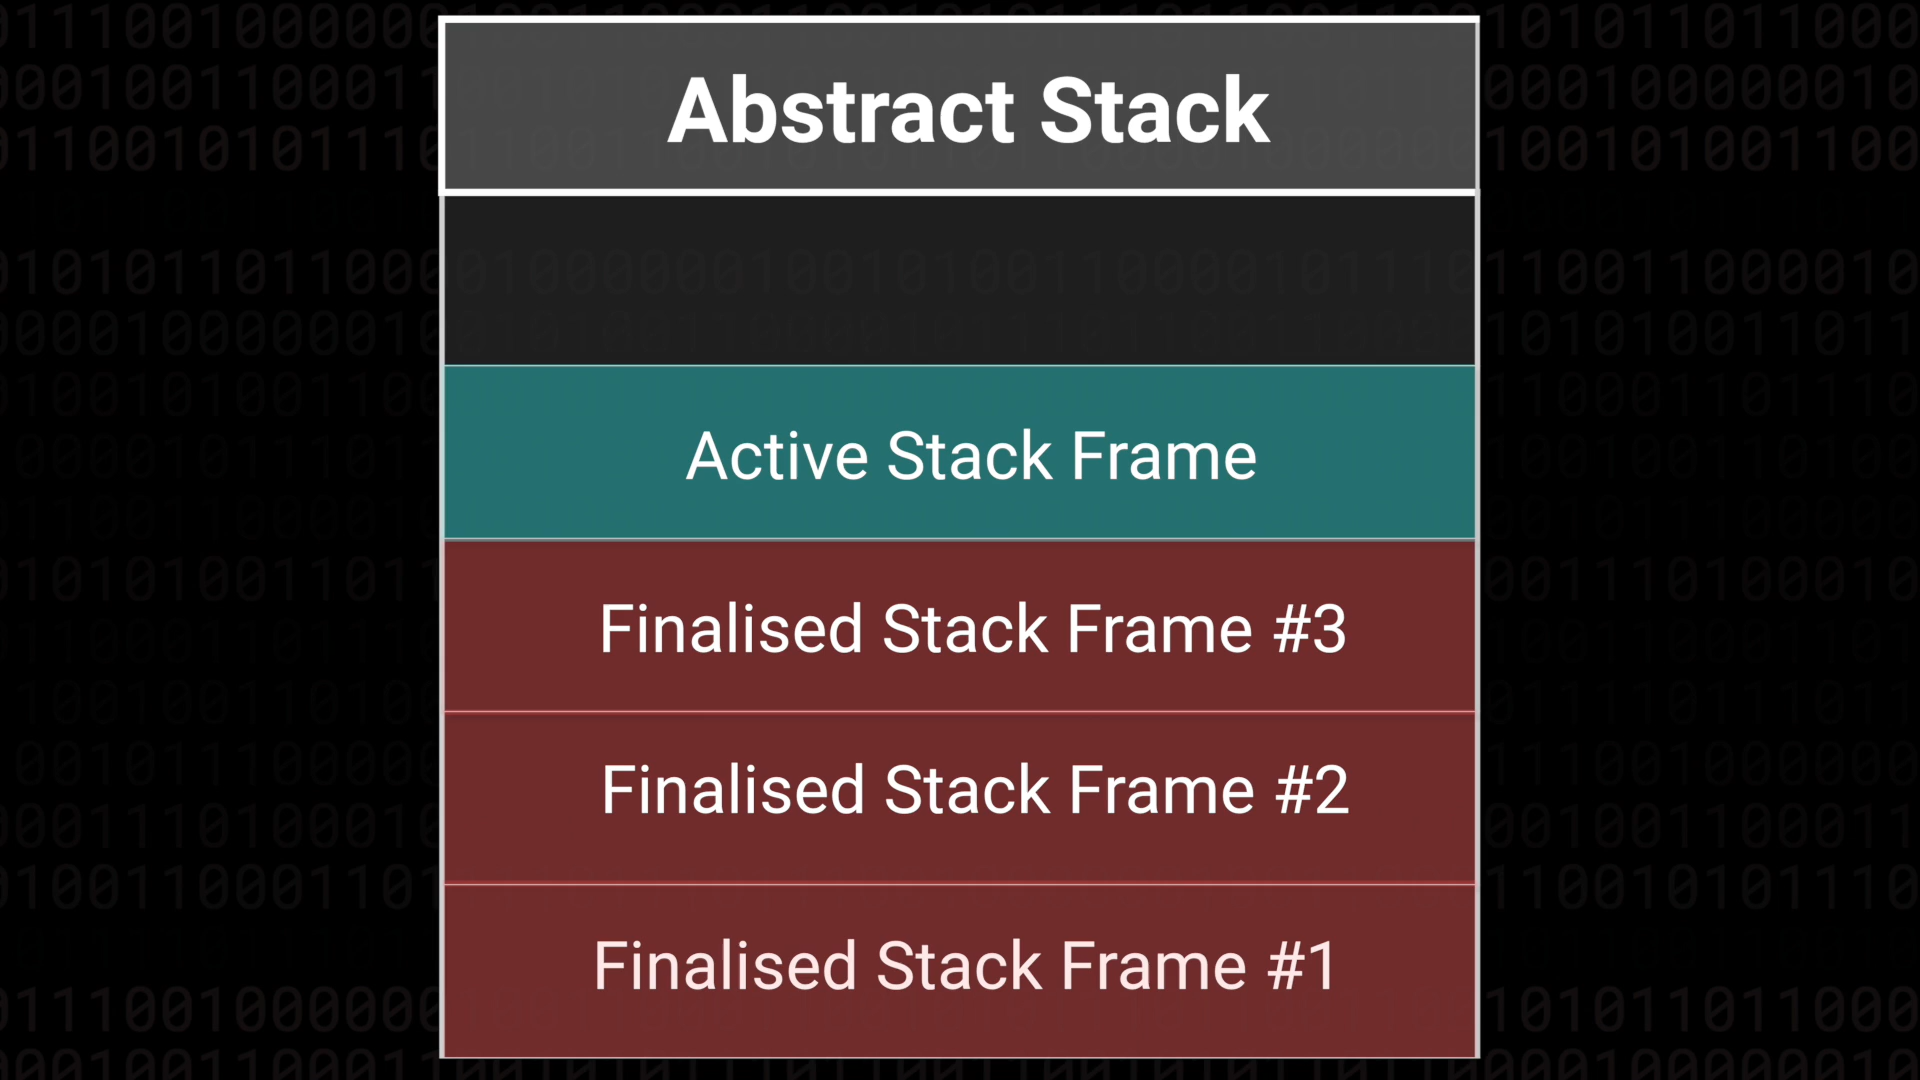 Abstract Stack
Active Stack Frame
Finalised Stack Frame #3
Finalised Stack Frame #2
Finalised Stack Frame #1